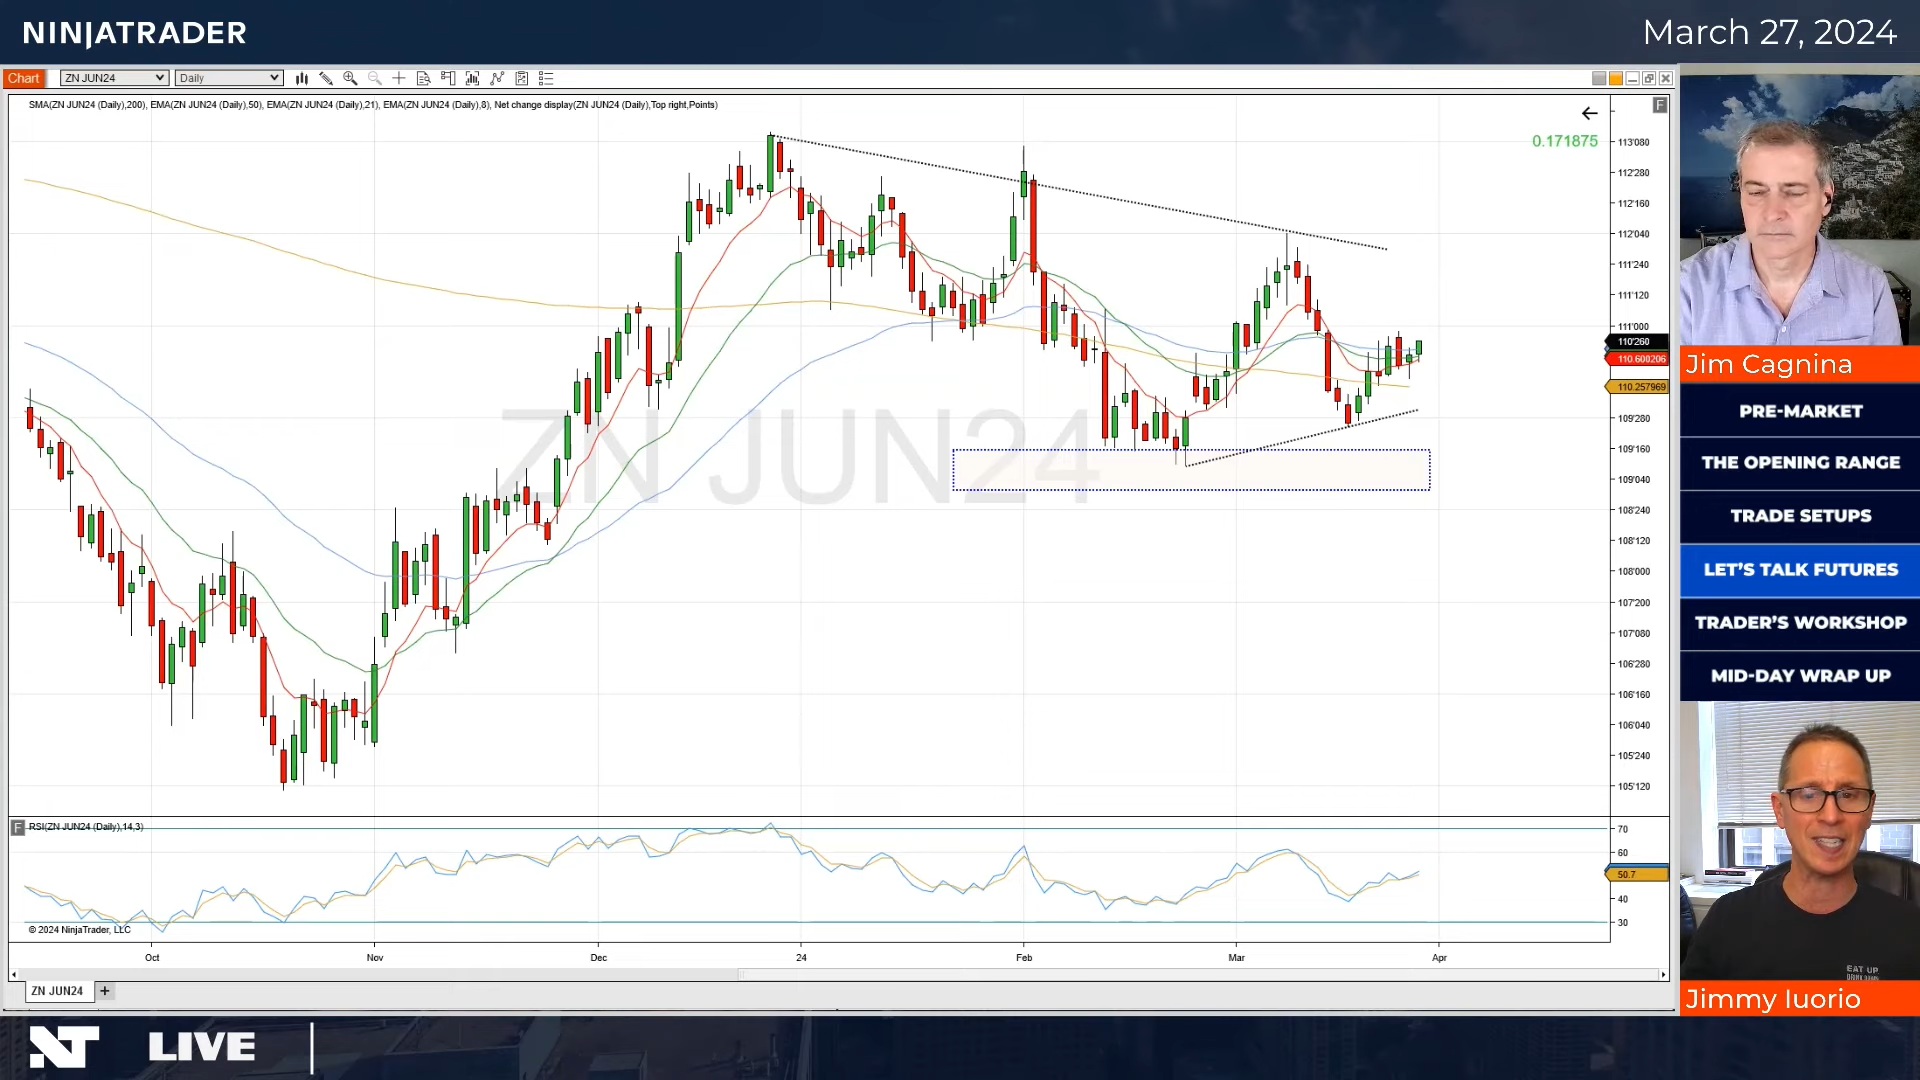 NINJATRADER
March 27, 2024
Chart
ZN JUN24
Daily
SMA(ZN JUN24 (Daily),200), EMA(ZN JUN24 (Daily),50), EMA(ZN JUN24 (Daily),21), EMA(ZN JUN24 (Daily),8), Net change display(ZN JUN24 (Daily),Top right,Points)
F
0.171875
113'080
112'280
112'160
112'040
111'240
111'120
111'000
110'260
110.600206
110.257969
109'280
109'160
109'040
108'240
108'120
108'000
107'200
107'080
106'280
106'160
106'040
105'240
105'120
ZN JUN24
F
RSI(ZN JUN24 (Daily),14,3)
70
60
50.7
40
30
© 2024 NinjaTrader, LLC
Oct
Nov
Dec
24
Feb
Mar
Apr
ZN JUN24
+
Jim Cagnina
PRE-MARKET
THE OPENING RANGE
TRADE SETUPS
LET'S TALK FUTURES
TRADER'S WORKSHOP
MID-DAY WRAP UP
EAT UP
Jimmy Iuorio
NT
LIVE